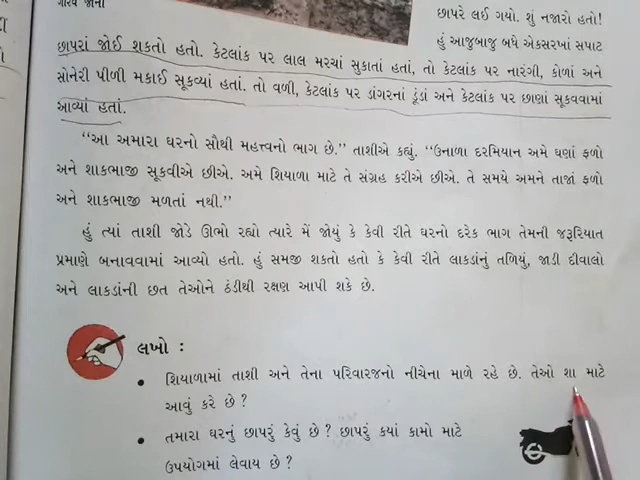 ગૌરવ જાની
છાપરે લઈ ગયો. શું નજારો હતો!
હું આજુબાજુ બધે એકસરખાં સપાટ
છાપરાં જોઈ શકતો હતો. કેટલાંક પર લાલ મરચાં સુકાતાં હતાં, તો કેટલાંક પર નારંગી, કોળાં અને
સોનેરી પીળી મકાઈ સૂકવ્યાં હતાં. તો વળી, કેટલાંક પર ડાંગરનાં ડૂંડાં અને કેટલાંક પર છાણાં સૂકવવામાં
આવ્યાં હતાં.
“આ અમારા ઘરનો સૌથી મહત્ત્વનો ભાગ છે.” તાશીએ કહ્યું. “ઉનાળા દરમિયાન અમે ઘણાં ફળો
અને શાકભાજી સૂકવીએ છીએ. અમે શિયાળા માટે તે સંગ્રહ કરીએ છીએ. તે સમયે અમને તાજાં ફળો
અને શાકભાજી મળતાં નથી.”
હું ત્યાં તાશી જોડે ઊભો રહ્યો ત્યારે મેં જોયું કે કેવી રીતે ઘરનો દરેક ભાગ તેમની જરૂરિયાત
પ્રમાણે બનાવવામાં આવ્યો હતો. હું સમજી શકતો હતો કે કેવી રીતે લાકડાંનું તળિયું, જાડી દીવાલો
અને લાકડાંની છત તેઓને ઠંડીથી રક્ષણ આપી શકે છે.
લખો :
• શિયાળામાં તાશી અને તેના પરિવારજનો નીચેના માળે રહે છે. તેઓ શા માટે
આવું કરે છે ?
• તમારા ઘરનું છાપરું કેવું છે ? છાપરું કયાં કામો માટે
ઉપયોગમાં લેવાય છે ?